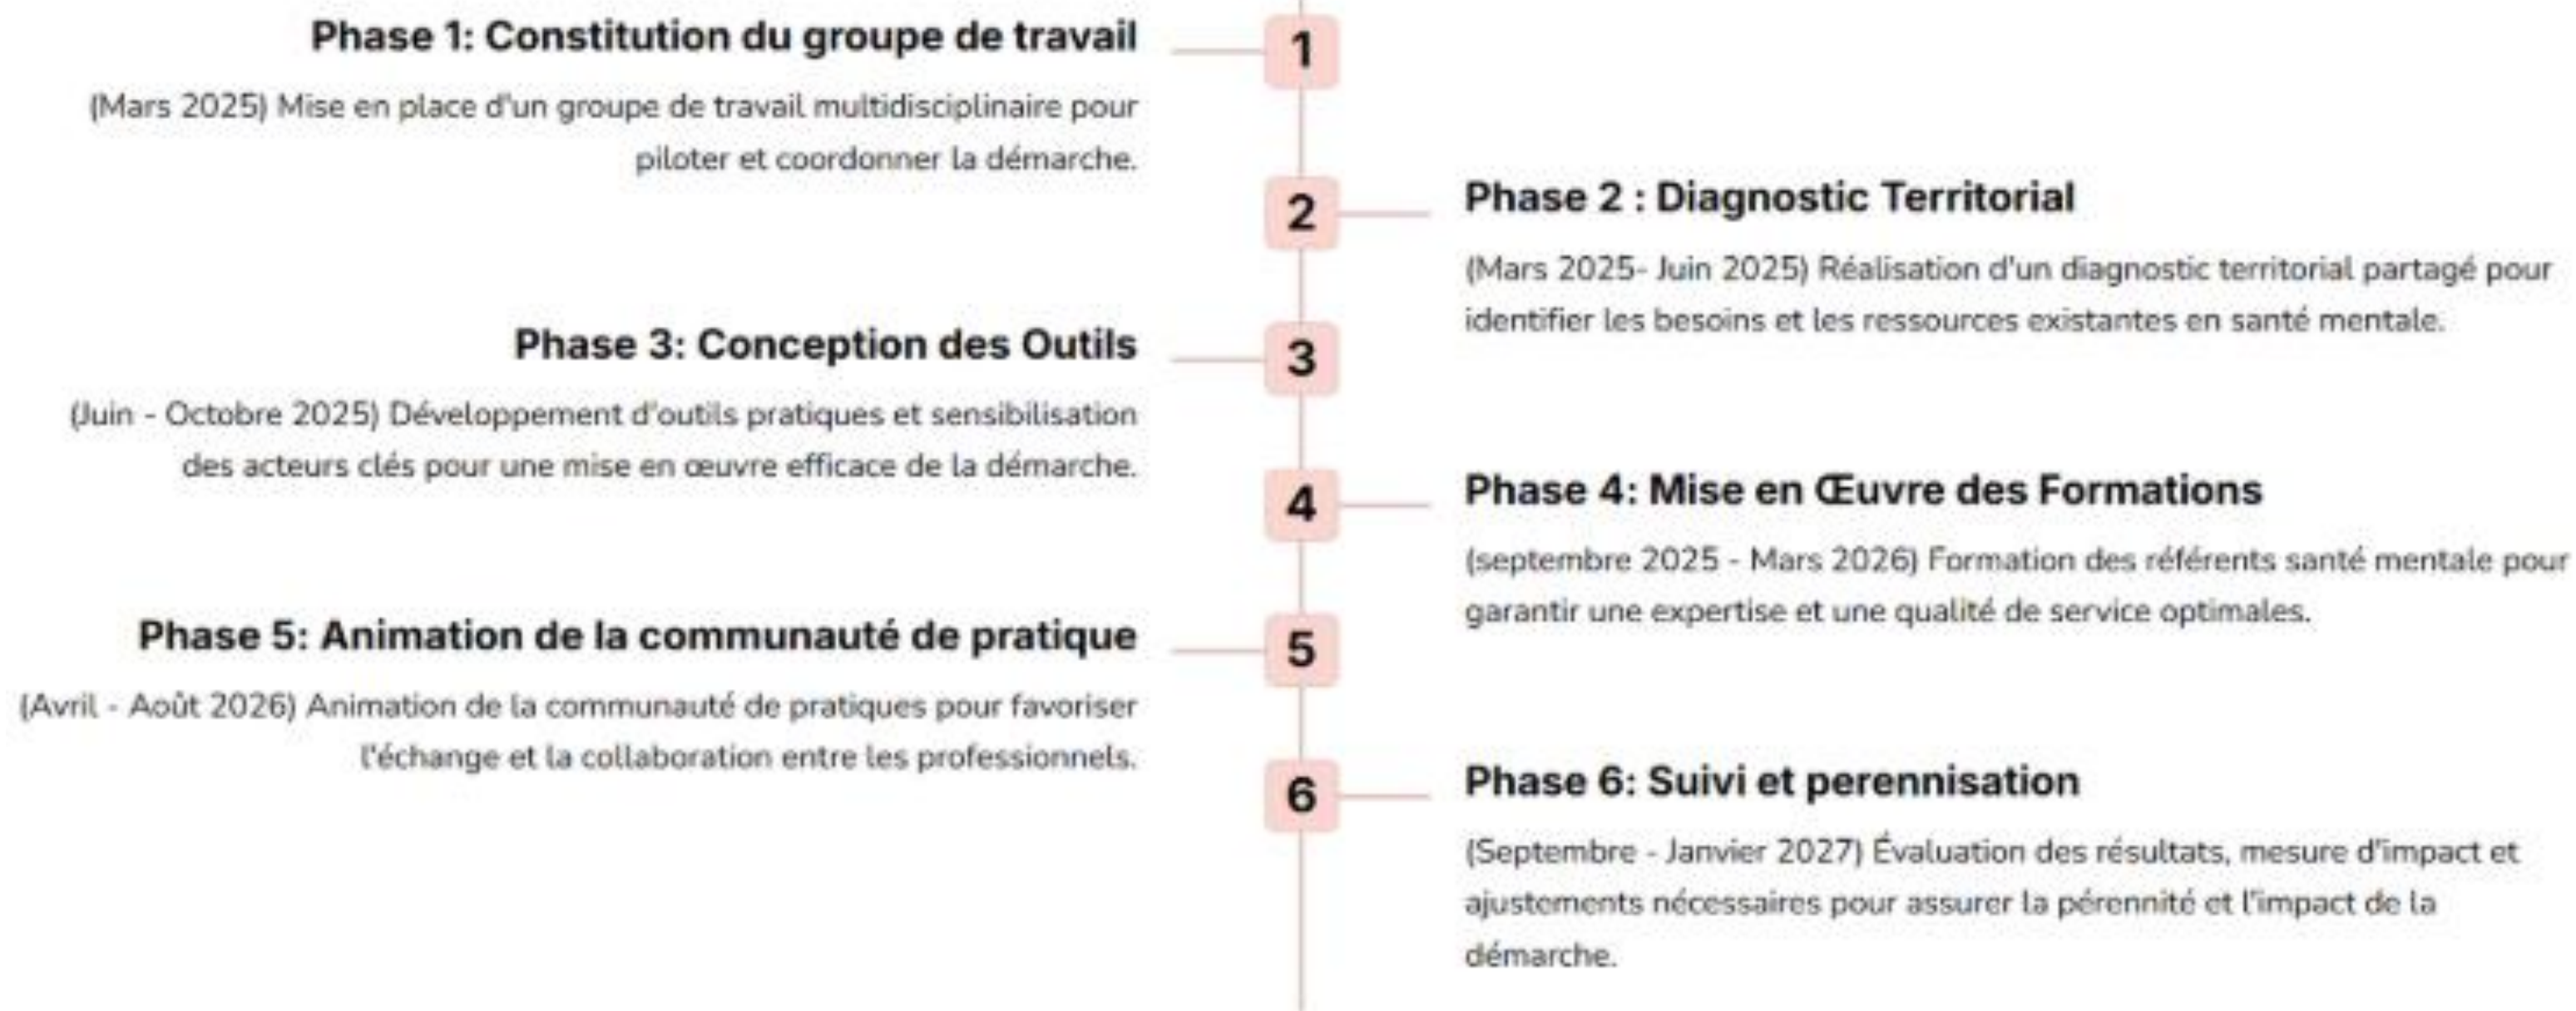 Phase 1: Constitution du groupe de travail
1
(Mars 2025) Mise en place d'un groupe de travail multidisciplinaire pour
piloter et coordonner la démarche.
2
Phase 2 : Diagnostic Territorial
(Mars 2025- Juin 2025) Réalisation d'un diagnostic territorial partagé pour
identifier les besoins et les ressources existantes en santé mentale.
Phase 3: Conception des Outils
3
(Juin - Octobre 2025) Développement d'outils pratiques et sensibilisation
des acteurs clés pour une mise en œuvre efficace de la démarche.
4
Phase 4: Mise en Œuvre des Formations
(septembre 2025 - Mars 2026) Formation des référents santé mentale pour
garantir une expertise et une qualité de service optimales.
Phase 5: Animation de la communauté de pratique
5
(Avril - Août 2026) Animation de la communauté de pratiques pour favoriser
l'échange et la collaboration entre les professionnels.
6
Phase 6: Suivi et perennisation
(Septembre - Janvier 2027) Évaluation des résultats, mesure d'impact et
ajustements nécessaires pour assurer la pérennité et l'impact de la
démarche.